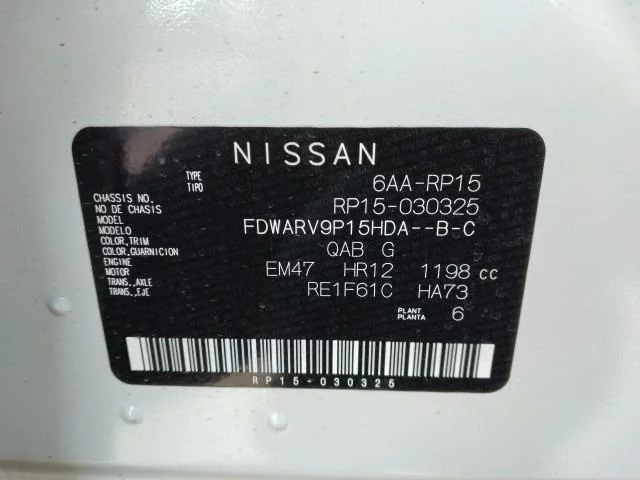 NISSAN
TYPE
TIPO
6AA-RP15
CHASSIS NO.
NO DE CHASIS
RP15-030325
MODEL
MODELO
FDWARV9P15HDA--B-C
COLOR,TRIM
COLOR,GUARNICION
QAB G
ENGINE
MOTOR
EM47 HR12 1198 cc
TRANS.,AXLE
TRANS.,EJE
RE1F61C HA73
PLANT
PLANTA
6
RP15-030325